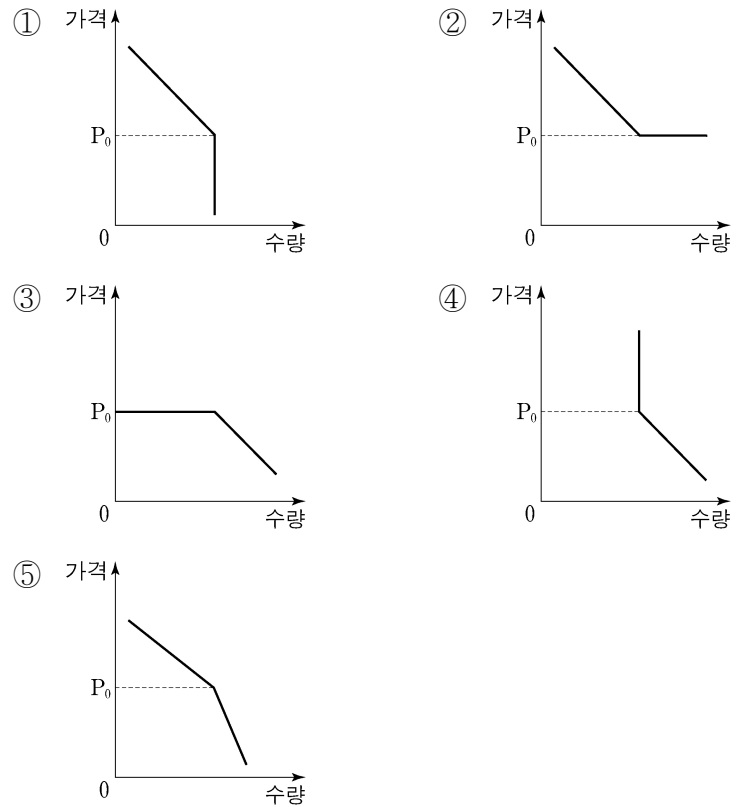 ① 가격 ② 가격
P₀ P₀
0 수량 0 수량
③ 가격 ④ 가격
P₀ P₀
0 수량 0 수량
⑤ 가격
P₀
0 수량